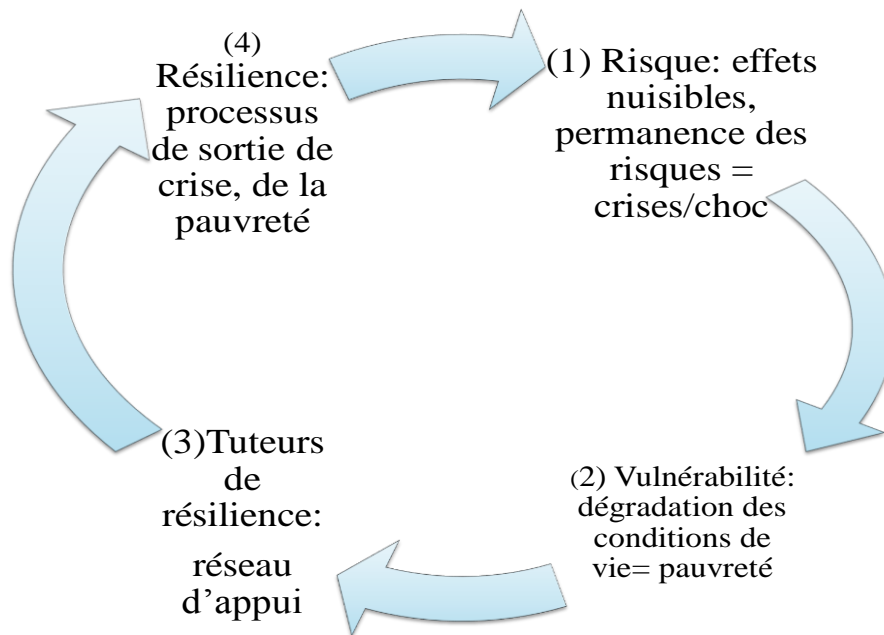 (1) Risque: effets
nuisibles,
permanence des
risques =
crises/choc
(2) Vulnérabilité:
dégradation des
conditions de
vie= pauvreté
(3)Tuteurs
de
résilience:
réseau
d’appui
(4)
Résilience:
processus
de sortie de
crise, de la
pauvreté